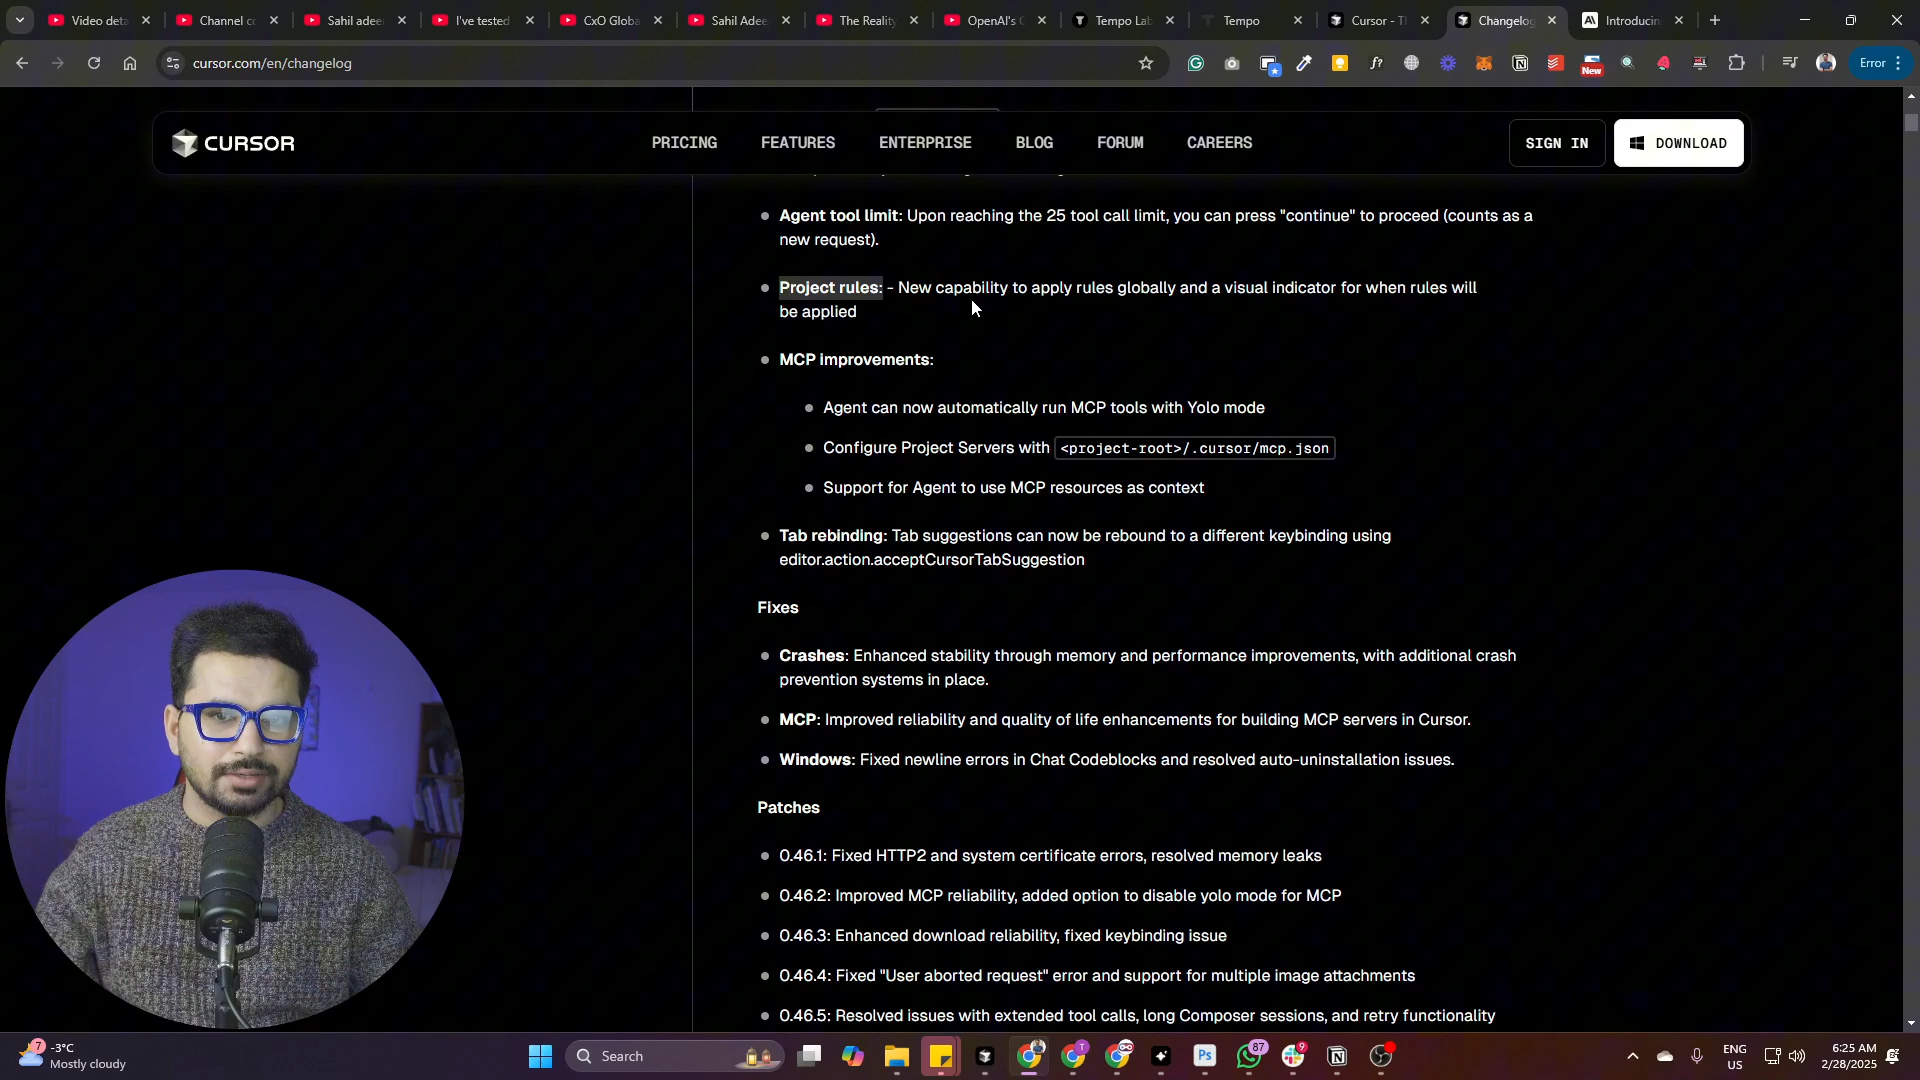 Video deta
Channel co
Sahil adee
I've tested
CxO Globa
Sahil Adee
The Reality
OpenAI's G
Tempo Lab
Tempo
Cursor - Th
Changelog
Introducin
cursor.com/en/changelog
New
Error
CURSOR
PRICING
FEATURES
ENTERPRISE
BLOG
FORUM
CAREERS
SIGN IN
DOWNLOAD
Agent tool limit: Upon reaching the 25 tool call limit, you can press "continue" to proceed (counts as a
new request).
Project rules: - New capability to apply rules globally and a visual indicator for when rules will
be applied
MCP improvements:
Agent can now automatically run MCP tools with Yolo mode
Configure Project Servers with <project-root>/.cursor/mcp.json
Support for Agent to use MCP resources as context
Tab rebinding: Tab suggestions can now be rebound to a different keybinding using
editor.action.acceptCursorTabSuggestion
Fixes
Crashes: Enhanced stability through memory and performance improvements, with additional crash
prevention systems in place.
MCP: Improved reliability and quality of life enhancements for building MCP servers in Cursor.
Windows: Fixed newline errors in Chat Codeblocks and resolved auto-uninstallation issues.
Patches
0.46.1: Fixed HTTP2 and system certificate errors, resolved memory leaks
0.46.2: Improved MCP reliability, added option to disable yolo mode for MCP
0.46.3: Enhanced download reliability, fixed keybinding issue
0.46.4: Fixed "User aborted request" error and support for multiple image attachments
0.46.5: Resolved issues with extended tool calls, long Composer sessions, and retry functionality
7
-3°C
Mostly cloudy
Search
T
Ps
87
9
ENG
US
6:25 AM
2/28/2025